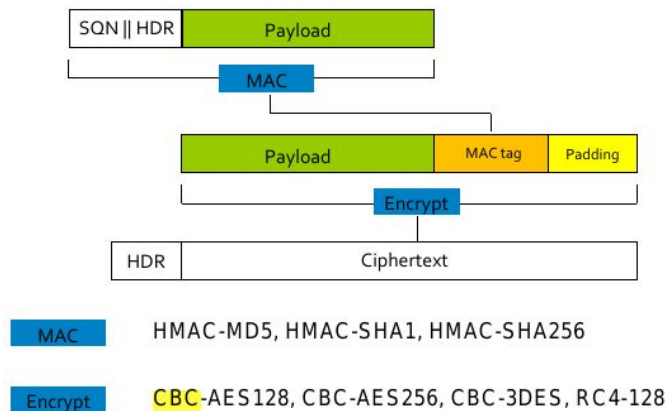 SQN || HDR
Payload
MAC
Payload
MAC tag
Padding
Encrypt
HDR
Ciphertext
MAC
HMAC-MD5, HMAC-SHA1, HMAC-SHA256
Encrypt
CBC-AES128, CBC-AES256, CBC-3DES, RC4-128